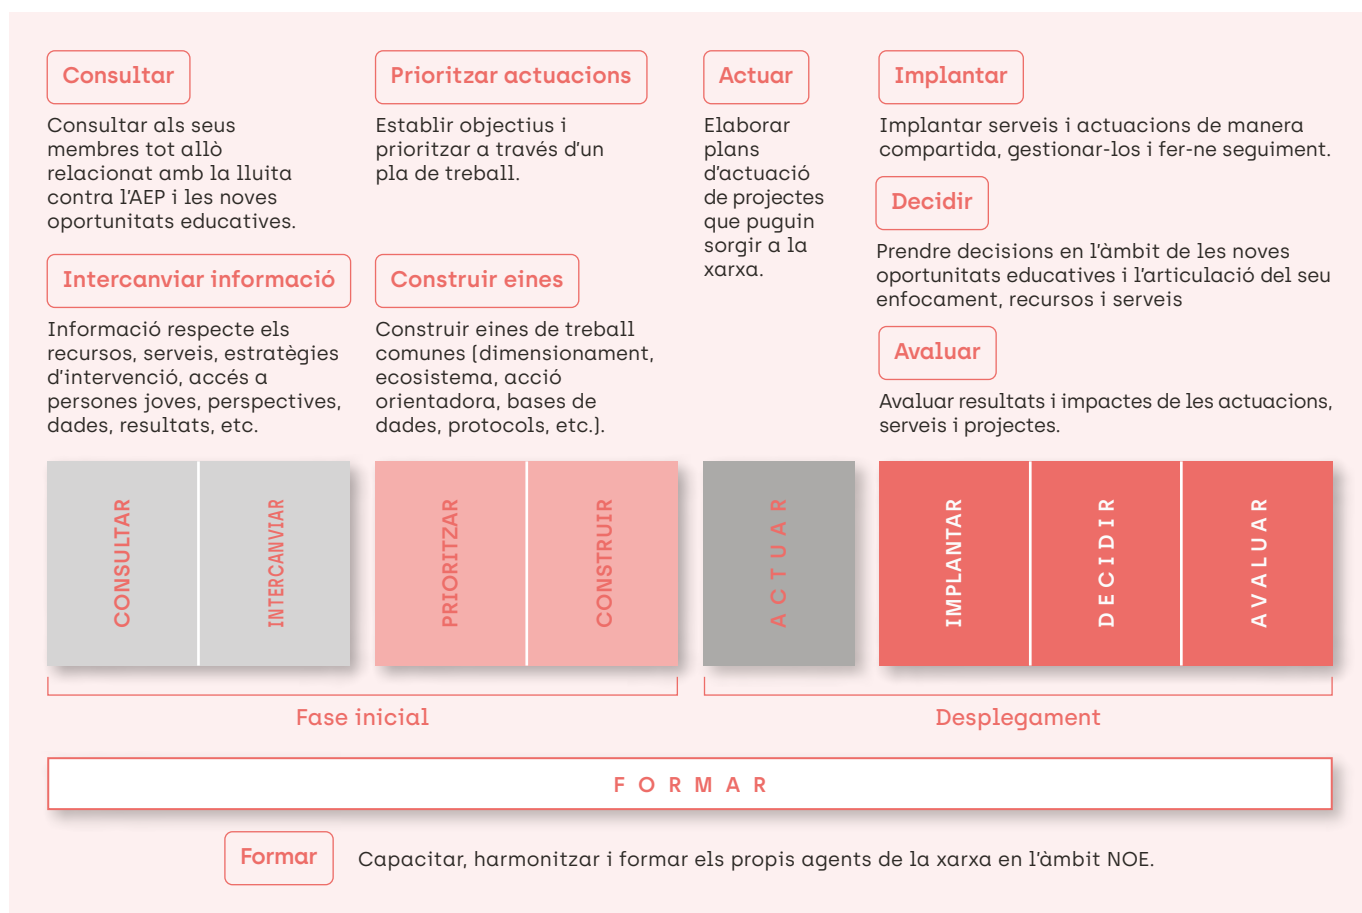 Consultar
Consultar als seus
membres tot allò
relacionat amb la lluita
contra l'AEP i les noves
oportunitats educatives.
Intercanviar informació
Informació respecte els
recursos, serveis, estratègies
d'intervenció, accés a
persones joves, perspectives,
dades, resultats, etc.
Prioritzar actuacions
Establir objectius i
prioritzar a través d'un
pla de treball.
Construir eines
Construir eines de treball
comunes (dimensionament,
ecosistema, acció
orientadora, bases de
dades, protocols, etc.).
Actuar
Elaborar
plans
d'actuació
de projectes
que puguin
sorgir a la
xarxa.
Implantar
Implantar serveis i actuacions de manera
compartida, gestionar-los i fer-ne seguiment.
Decidir
Prendre decisions en l'àmbit de les noves
oportunitats educatives i l'articulació del seu
enfocament, recursos i serveis
Avaluar
Avaluar resultats i impactes de les actuacions,
serveis i projectes.
CONSULTAR
INTERCANVIAR
PRIORITZAR
CONSTRUIR
ACTUAR
IMPLANTAR
DECIDIR
AVALUAR
Fase inicial
Desplegament
FORMAR
Formar
Capacitar, harmonitzar i formar els propis agents de la xarxa en l'àmbit NOE.